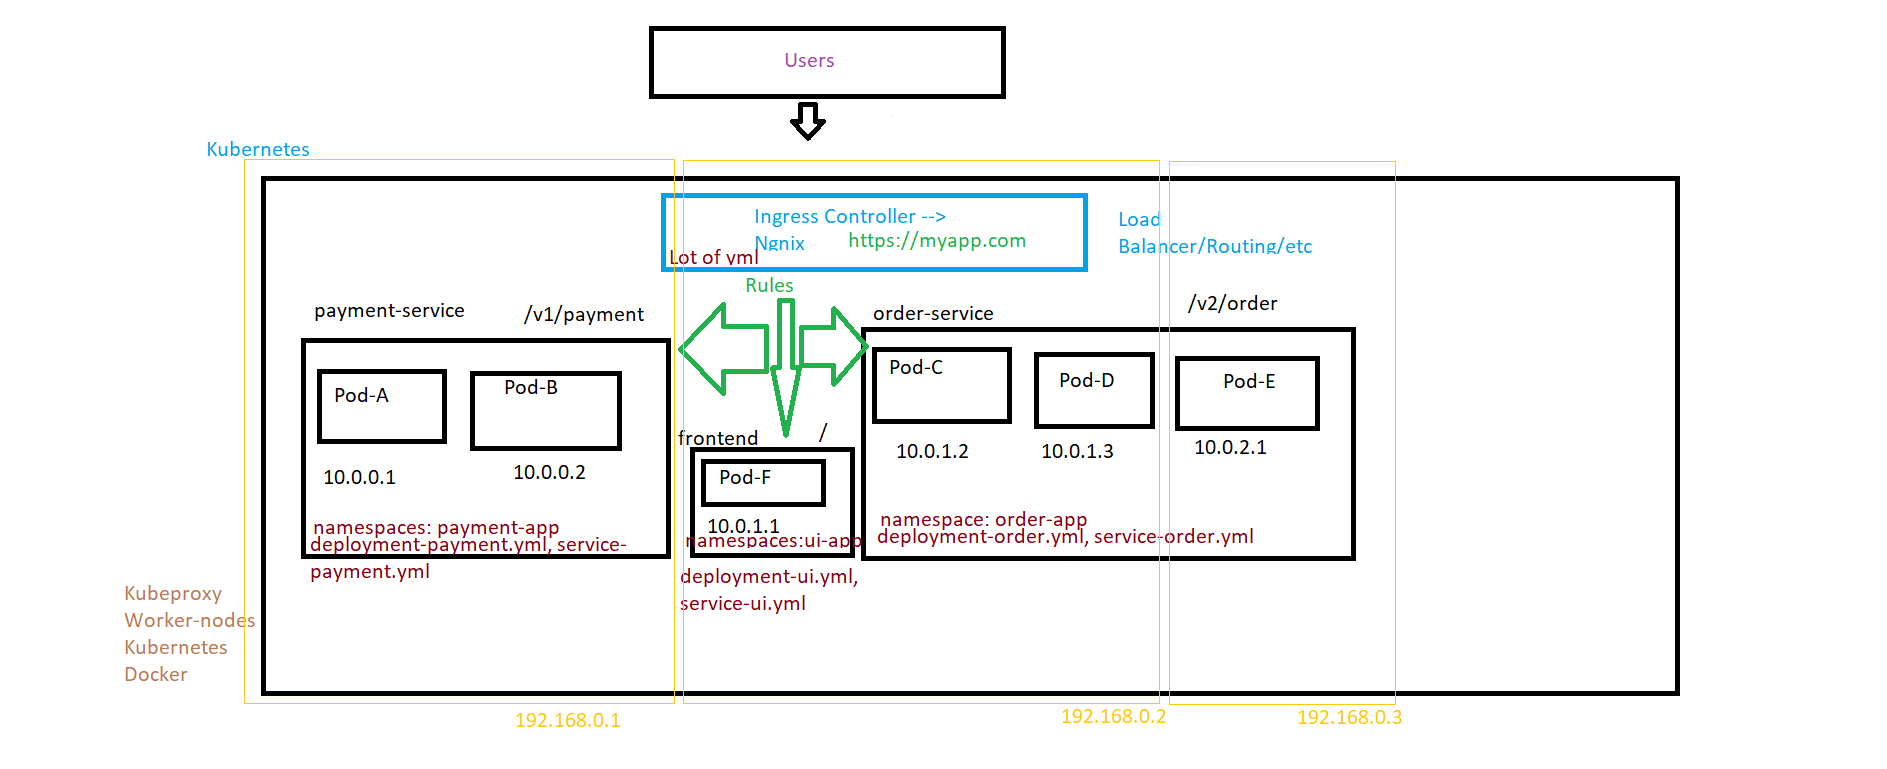 Users
Kubernetes
Ingress Controller -->
Ngnix
https://myapp.com
Lot of yml
Load
Balancer/Routing/etc
Rules
payment-service
/v1/payment
order-service
/v2/order
Pod-A
Pod-B
Pod-C
Pod-D
Pod-E
10.0.0.1
10.0.0.2
frontend
/
Pod-F
10.0.1.1
10.0.1.2
10.0.1.3
10.0.2.1
namespaces: payment-app
deployment-payment.yml, service-
payment.yml
namespaces:ui-app
deployment-ui.yml,
service-ui.yml
namespace: order-app
deployment-order.yml, service-order.yml
Kubeproxy
Worker-nodes
Kubernetes
Docker
192.168.0.1
192.168.0.2
192.168.0.3